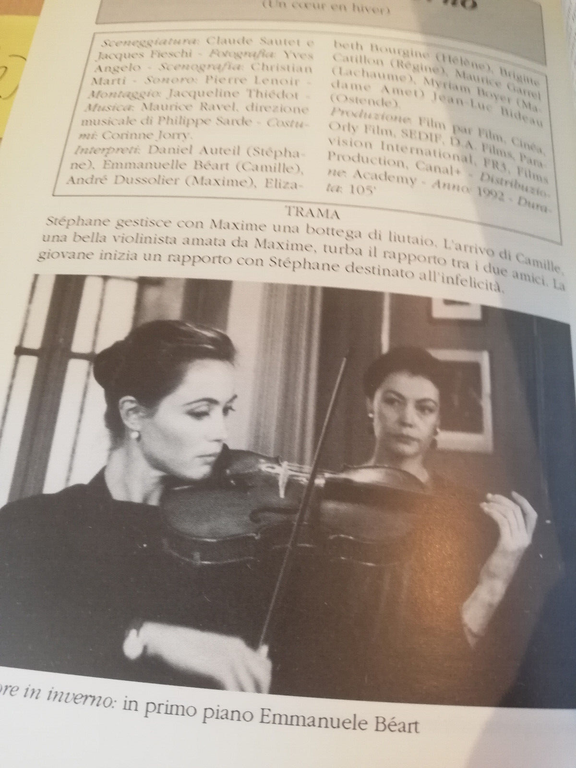 no
(Un cœur en hiver)
Sceneggiatura: Claude Sautet e
Jacques Fieschi - Fotografia: Yves
Angelo - Scenografia: Christian
Marti - Sonoro: Pierre Lenoir -
Montaggio: Jacqueline Thiédot -
Musica: Maurice Ravel, direzione
musicale di Philippe Sarde - Costu-
mi: Corinne Jorry.
Interpreti: Daniel Auteil (Stépha-
ne), Emmanuelle Béart (Camille),
André Dussolier (Maxime), Eliza-
beth Bourgine (Hélène), Brigitte
Catillon (Régine), Maurice Garrel
(Lachaume), Myriam Boyer (Ma-
dame Amet) Jean-Luc Bideau
(Ostende).
Produzione: Film par Film, Cinéa,
Orly Film, SEDIF, D.A. Films, Para-
vision International, FR3, Films
Production, Canal+ - Distribuzio-
ne: Academy - Anno: 1992 - Dura-
ta: 105'
TRAMA
Stéphane gestisce con Maxime una bottega di liutaio. L'arrivo di Camille,
una bella violinista amata da Maxime, turba il rapporto tra i due amici. La
giovane inizia un rapporto con Stéphane destinato all'infelicità.
ore in inverno: in primo piano Emmanuele Béart